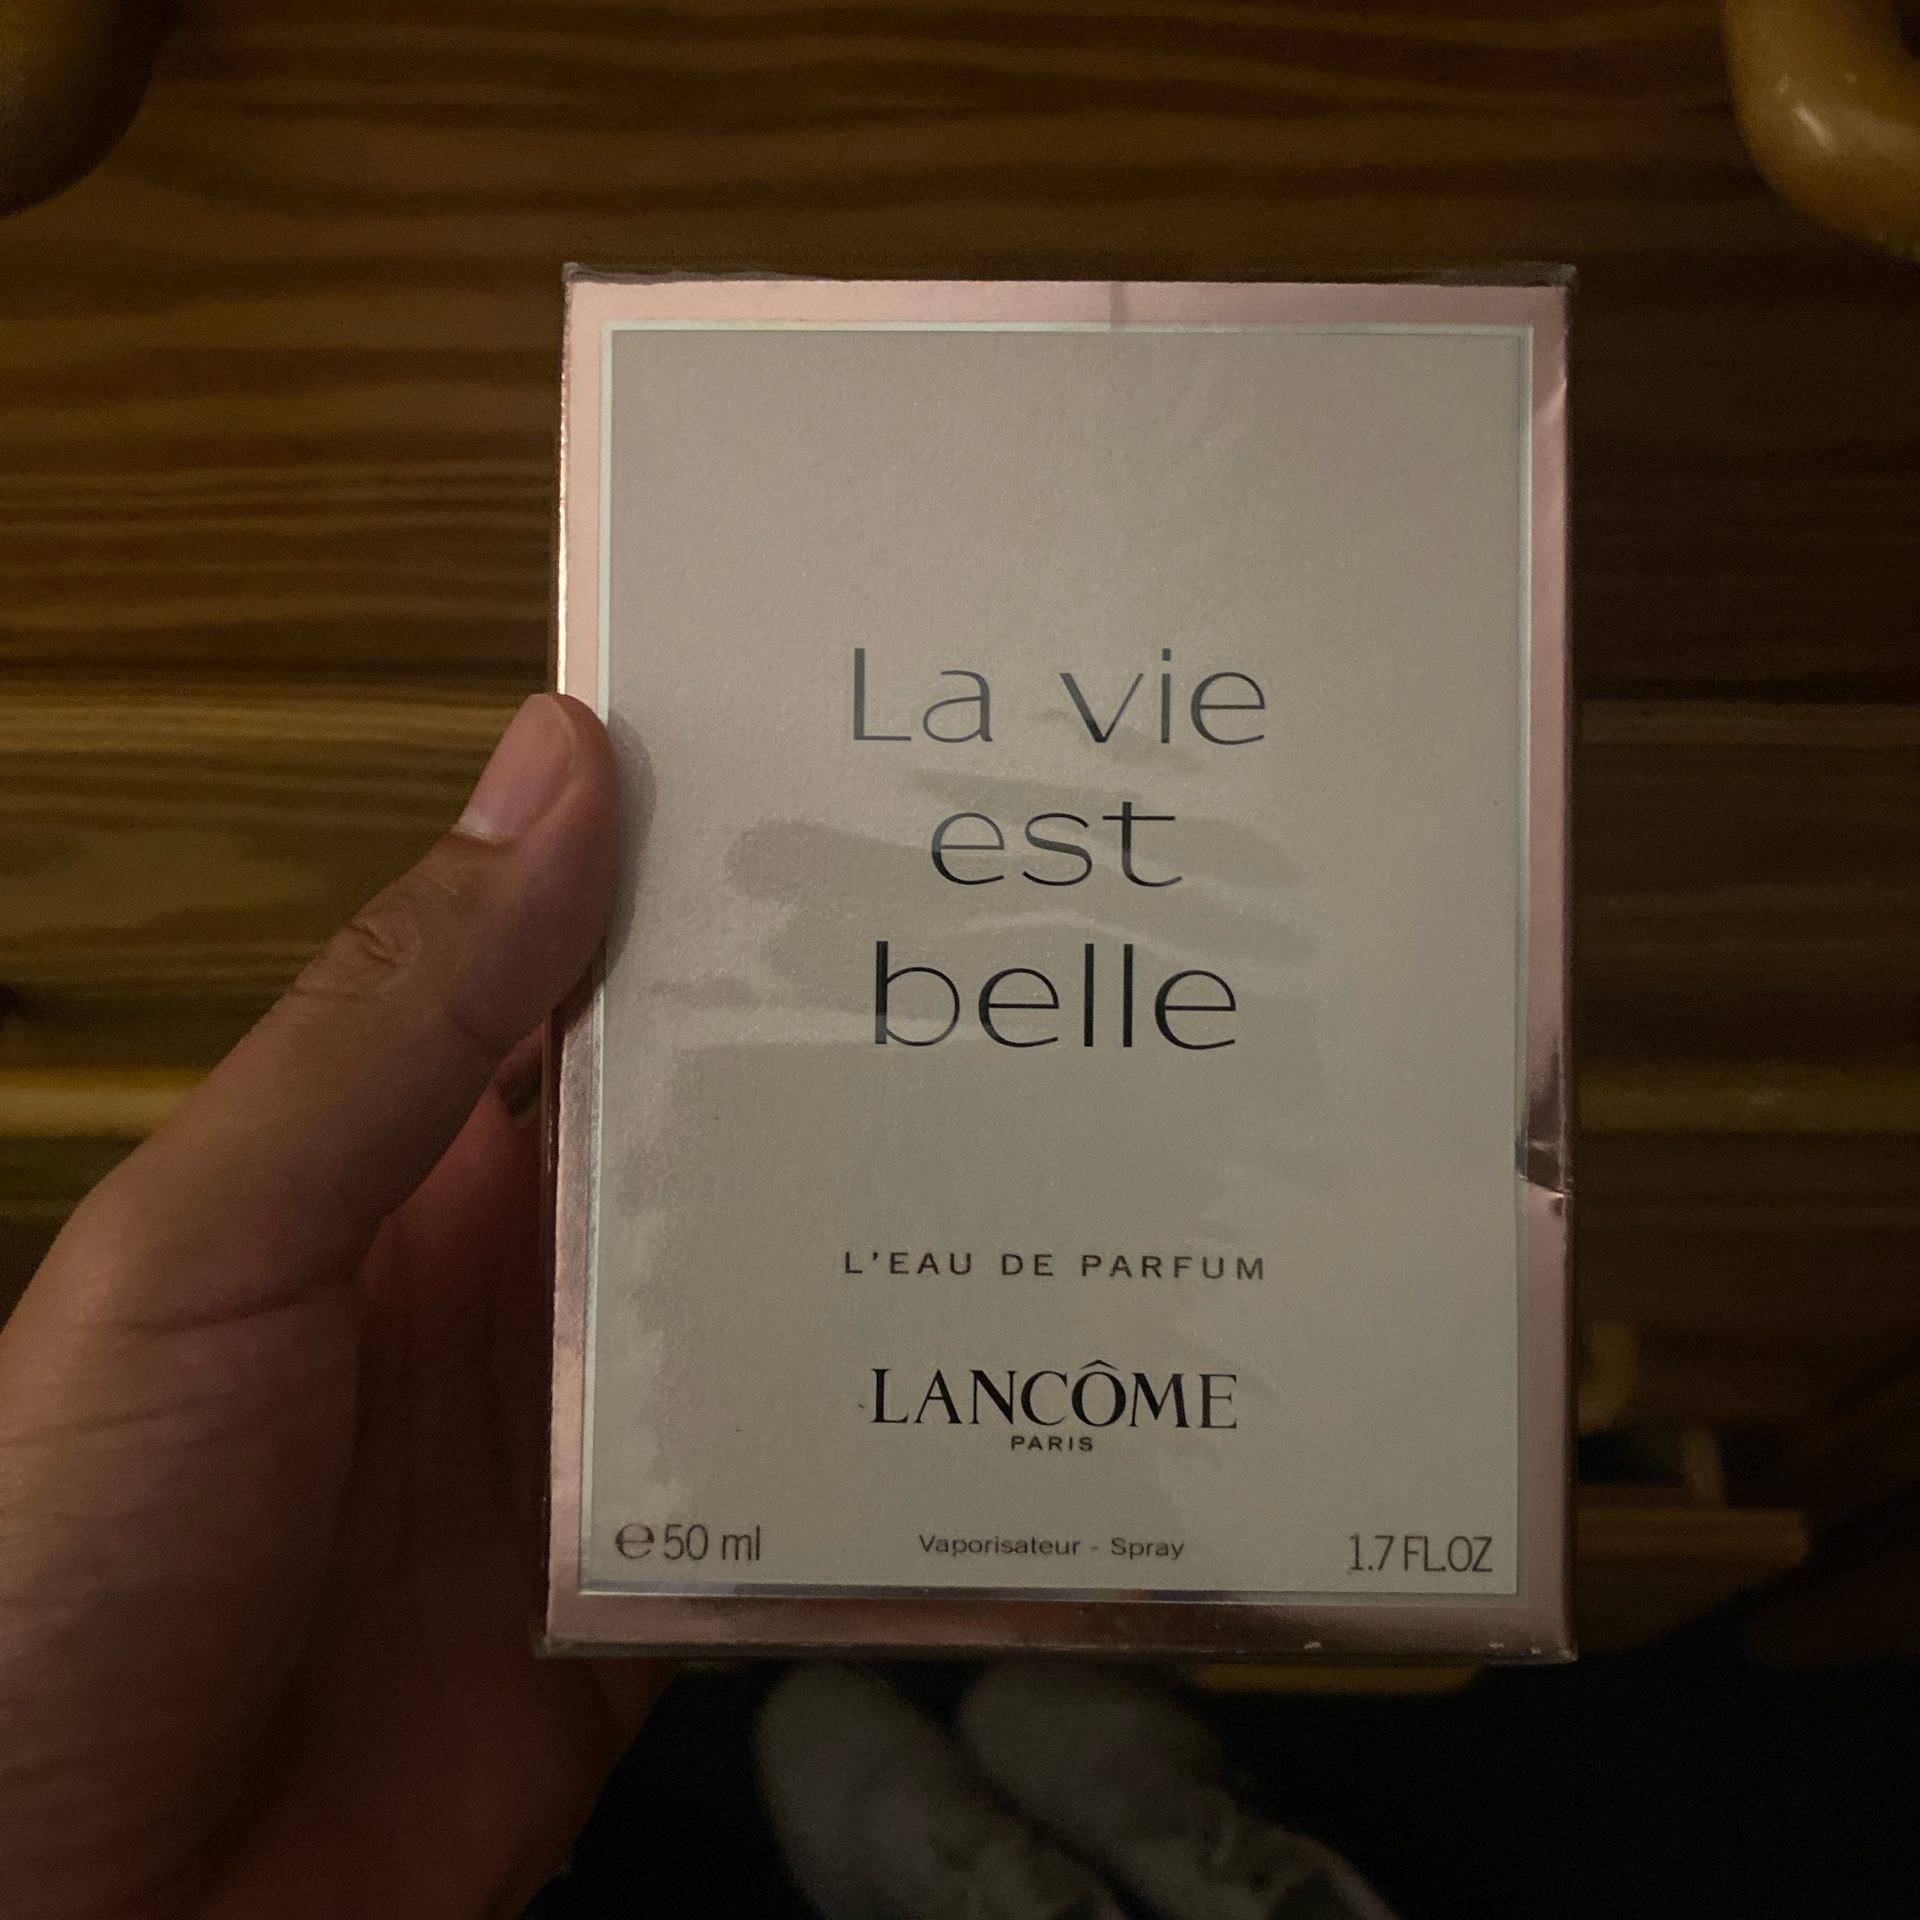 La vie
est
belle
L'EAU DE PARFUM
LANCÔME
PARIS
℮50 ml Vaporisateur - Spray 1.7 FL.OZ